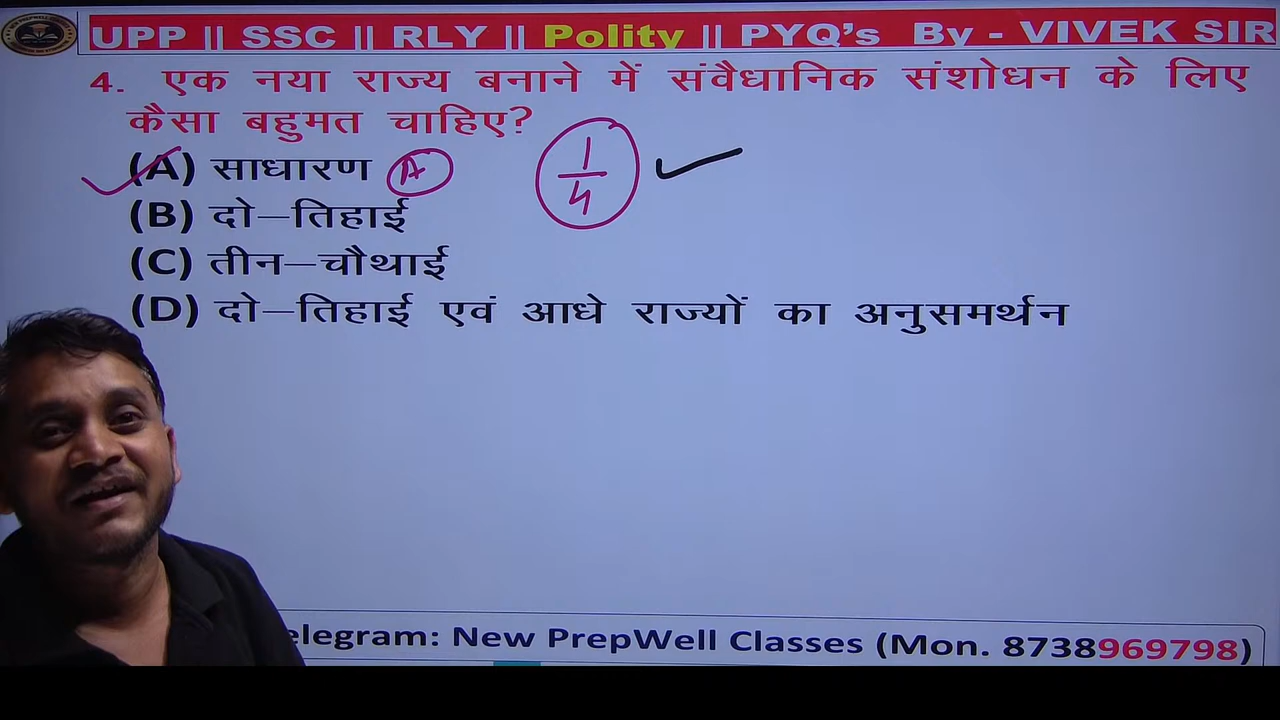 UPP || SSC || RLY || Polity || PYQ’s By - VIVEK SIR
4. एक नया राज्य बनाने में संवैधानिक संशोधन के लिए
कैसा बहुमत चाहिए?
(A) साधारण A
1
4
(B) दो–तिहाई
(C) तीन–चौथाई
(D) दो–तिहाई एवं आधे राज्यों का अनुसमर्थन
elegram: New PrepWell Classes (Mon. 8738969798)